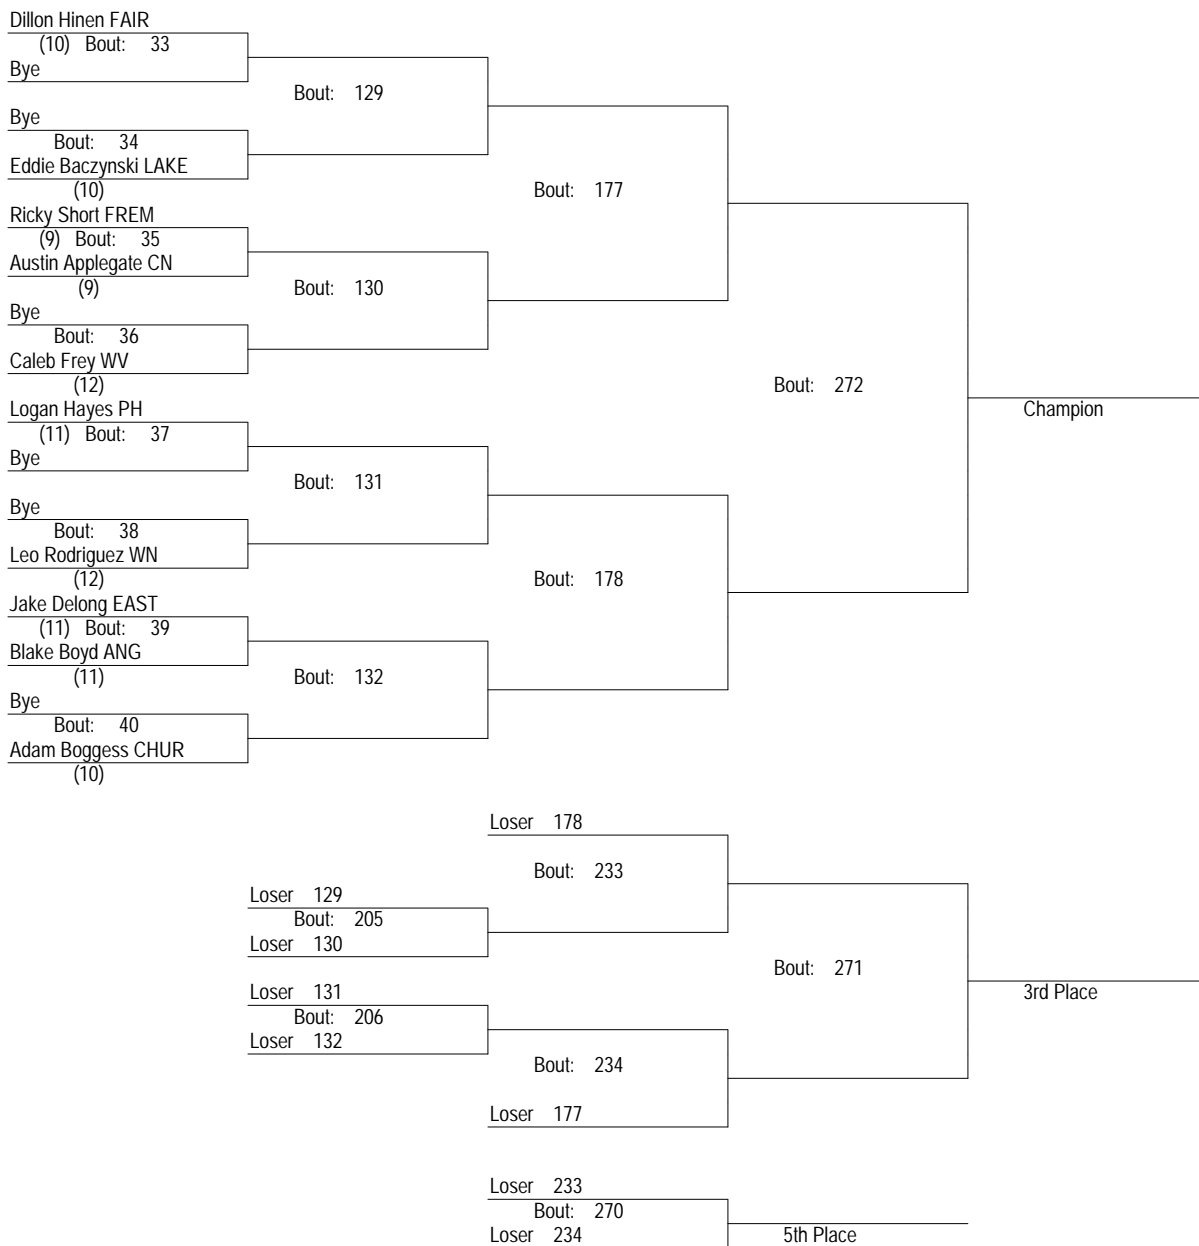 Dillon Hinen FAIR
(10) Bout: 33
Bye
Bout: 129
Bye
Bout: 34
Eddie Baczynski LAKE
(10)
Bout: 177
Ricky Short FREM
(9) Bout: 35
Austin Applegate CN
(9)
Bout: 130
Bye
Bout: 36
Caleb Frey WV
(12)
Bout: 272
Logan Hayes PH
Champion
(11) Bout: 37
Bye
Bout: 131
Bye
Bout: 38
Leo Rodriguez WN
(12)
Bout: 178
Jake Delong EAST
(11) Bout: 39
Blake Boyd ANG
(11)
Bout: 132
Bye
Bout: 40
Adam Boggess CHUR
(10)
Loser 178
Bout: 233
Loser 129
Bout: 205
Loser 130
Bout: 271
Loser 131
3rd Place
Bout: 206
Loser 132
Bout: 234
Loser 177
Loser 233
Bout: 270
Loser 234
5th Place